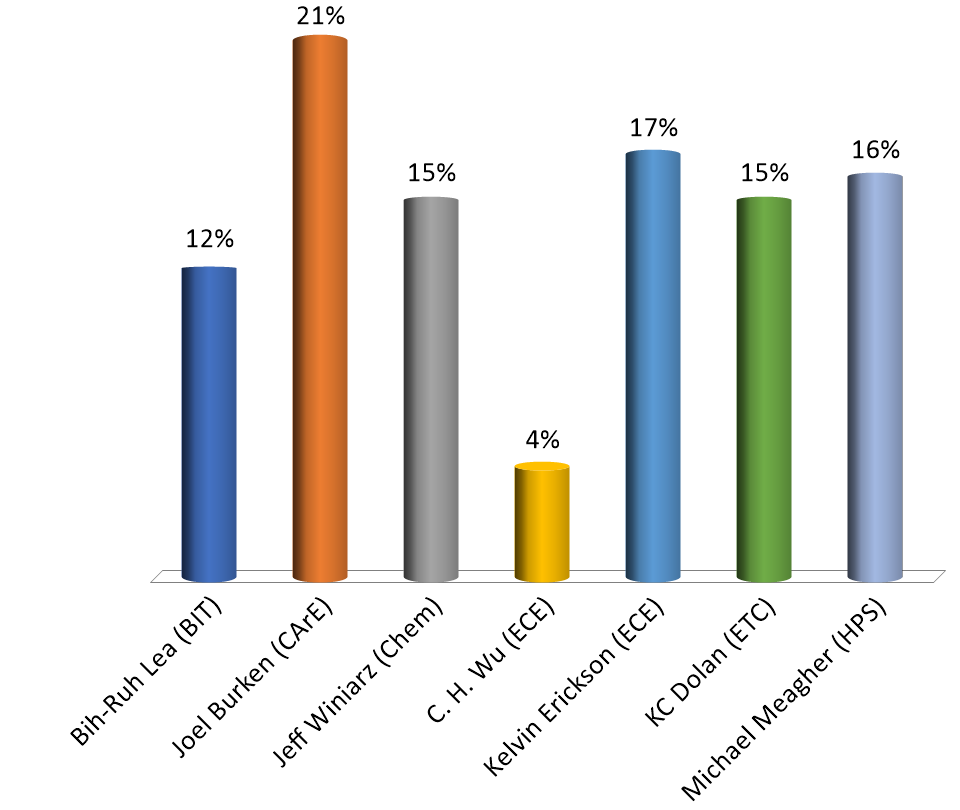 21%
17%
16%
15%
15%
12%
4%
Bih-Ruh Lea (BIT)
Joel Burken (CArE)
Jeff Winiarz (Chem)
C. H. Wu (ECE)
Kelvin Erickson (ECE)
KC Dolan (ETC)
Michael Meagher (HPS)